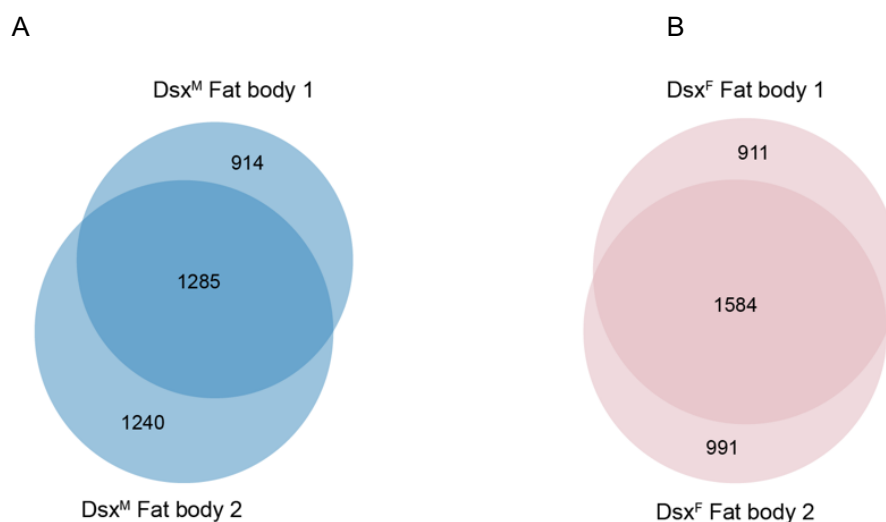 A
B
Dsxᴹ Fat body 1
Dsxᶠ Fat body 1
914
911
1285
1584
1240
991
Dsxᴹ Fat body 2
Dsxᶠ Fat body 2